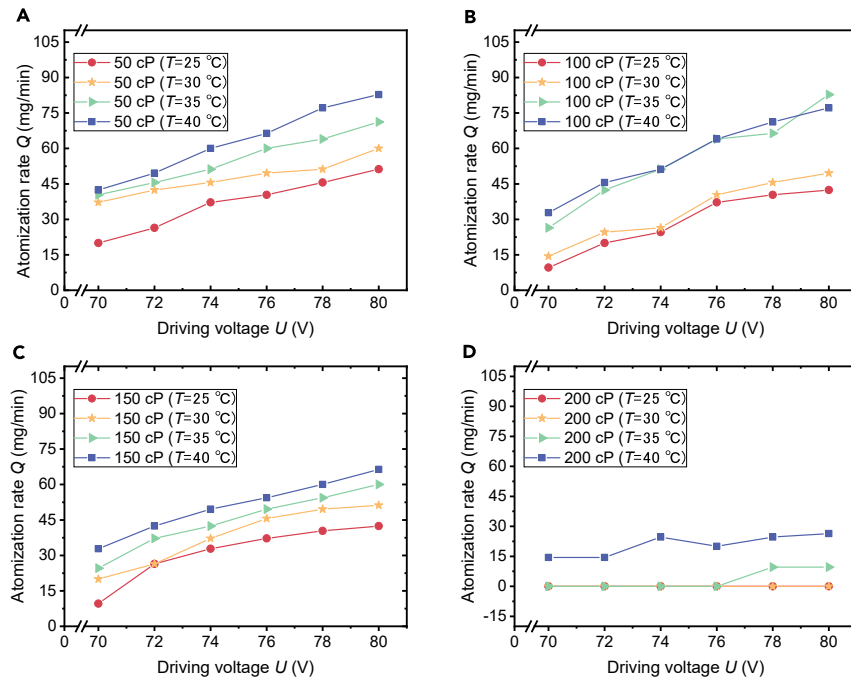 A
105
90
75
60
45
30
15
0
0
Atomization rate Q (mg/min)
50 cP (T=25 ℃)
50 cP (T=30 ℃)
50 cP (T=35 ℃)
50 cP (T=40 ℃)
70 72 74 76 78 80
Driving voltage U (V)
B
105
90
75
60
45
30
15
0
0
Atomization rate Q (mg/min)
100 cP (T=25 ℃)
100 cP (T=30 ℃)
100 cP (T=35 ℃)
100 cP (T=40 ℃)
70 72 74 76 78 80
Driving voltage U (V)
C
105
90
75
60
45
30
15
0
0
Atomization rate Q (mg/min)
150 cP (T=25 ℃)
150 cP (T=30 ℃)
150 cP (T=35 ℃)
150 cP (T=40 ℃)
70 72 74 76 78 80
Driving voltage U (V)
D
105
90
75
60
45
30
15
0
-15
0
Atomization rate Q (mg/min)
200 cP (T=25 ℃)
200 cP (T=30 ℃)
200 cP (T=35 ℃)
200 cP (T=40 ℃)
70 72 74 76 78 80
Driving voltage U (V)